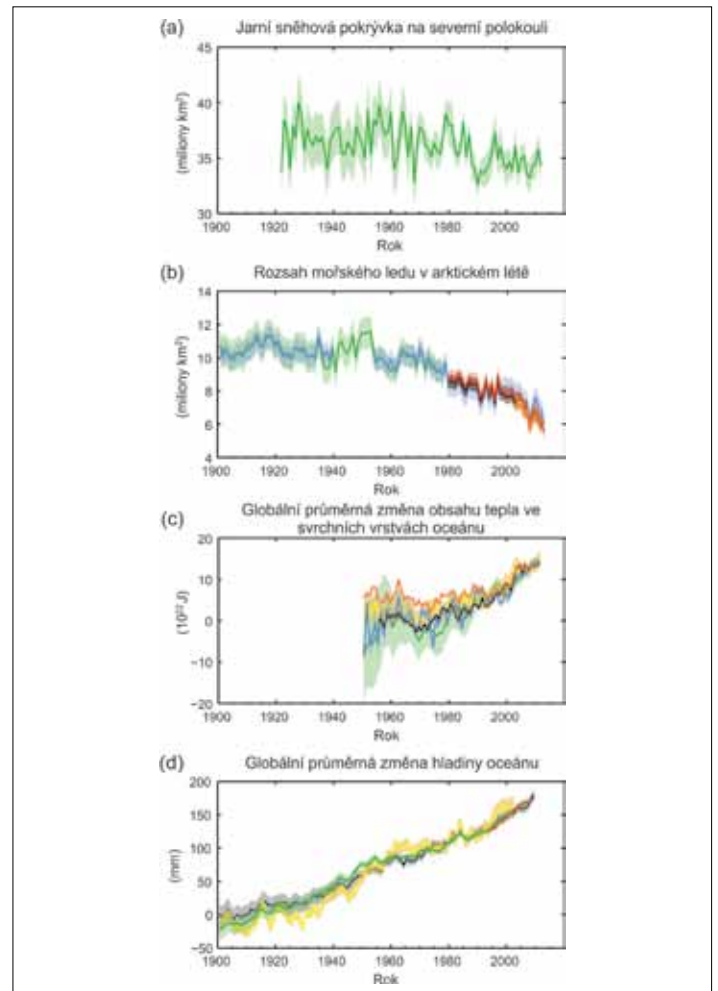 (a) Jarní sněhová pokrývka na severní polokouli
(miliony km²)
45
40
35
30
1900 1920 1940 1960 1980 2000
Rok
(b) Rozsah mořského ledu v arktickém létě
(miliony km²)
14
12
10
8
6
4
1900 1920 1940 1960 1980 2000
Rok
(c) Globální průměrná změna obsahu tepla ve
svrchních vrstvách oceánu
(10²² J)
20
10
0
−10
−20
1900 1920 1940 1960 1980 2000
Rok
(d) Globální průměrná změna hladiny oceánu
(mm)
200
150
100
50
0
−50
1900 1920 1940 1960 1980 2000
Rok